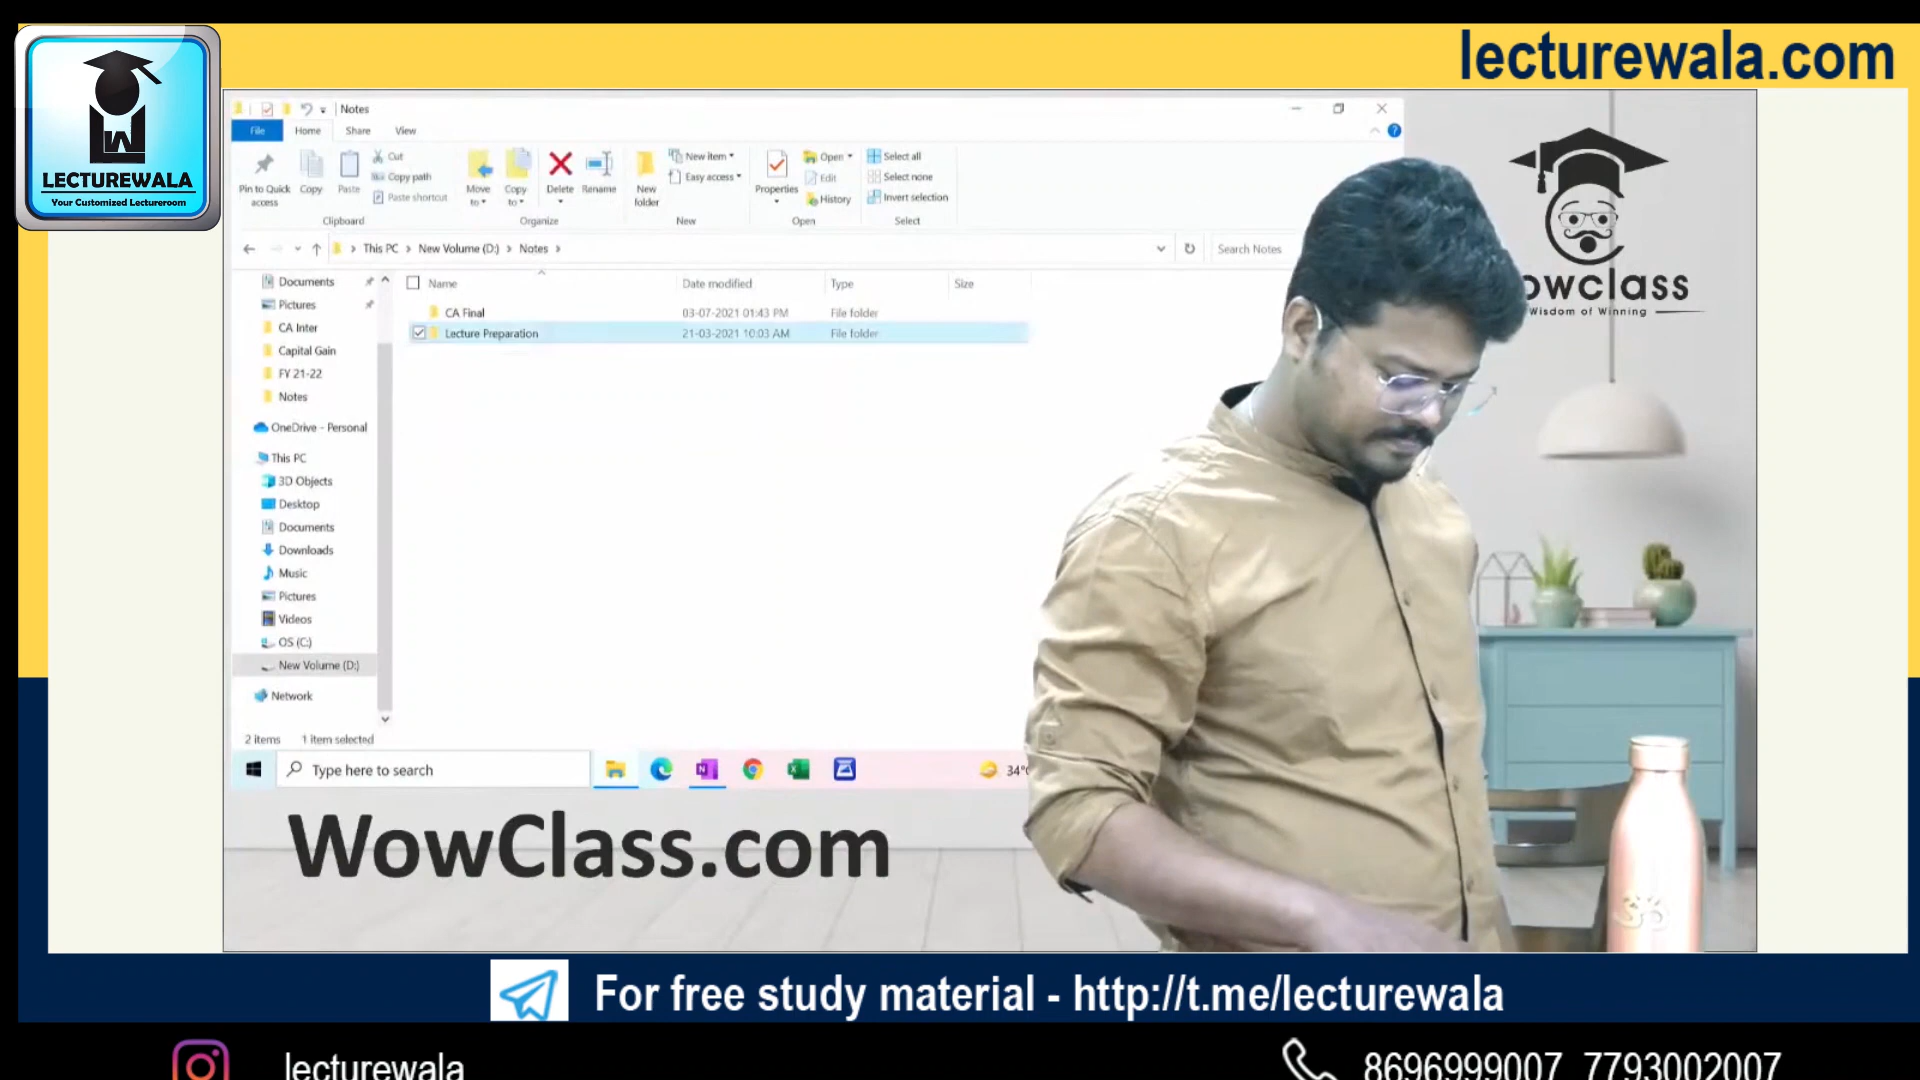 lecturewala.com
LECTUREWALA
Your Customized Lectureroom
Notes
File Home Share View
Pin to Quick access
Copy
Paste
Cut
Copy path
Paste shortcut
Move to
Copy to
Delete
Rename
New folder
New item
Easy access
Properties
Open
Edit
History
Select all
Select none
Invert selection
Clipboard Organize New Open Select
This PC > New Volume (D:) > Notes >
Search Notes
Documents
Pictures
CA Inter
Capital Gain
FY 21-22
Notes
OneDrive - Personal
This PC
3D Objects
Desktop
Documents
Downloads
Music
Pictures
Videos
OS (C:)
New Volume (D:)
Network
Name Date modified Type Size
CA Final 03-07-2021 01:43 PM File folder
Lecture Preparation 21-03-2021 10:03 AM File folder
2 items 1 item selected
Type here to search
34°
owclass
Wisdom of Winning
WowClass.com
For free study material - http://t.me/lecturewala
lecturewala
8696999007, 7793002007